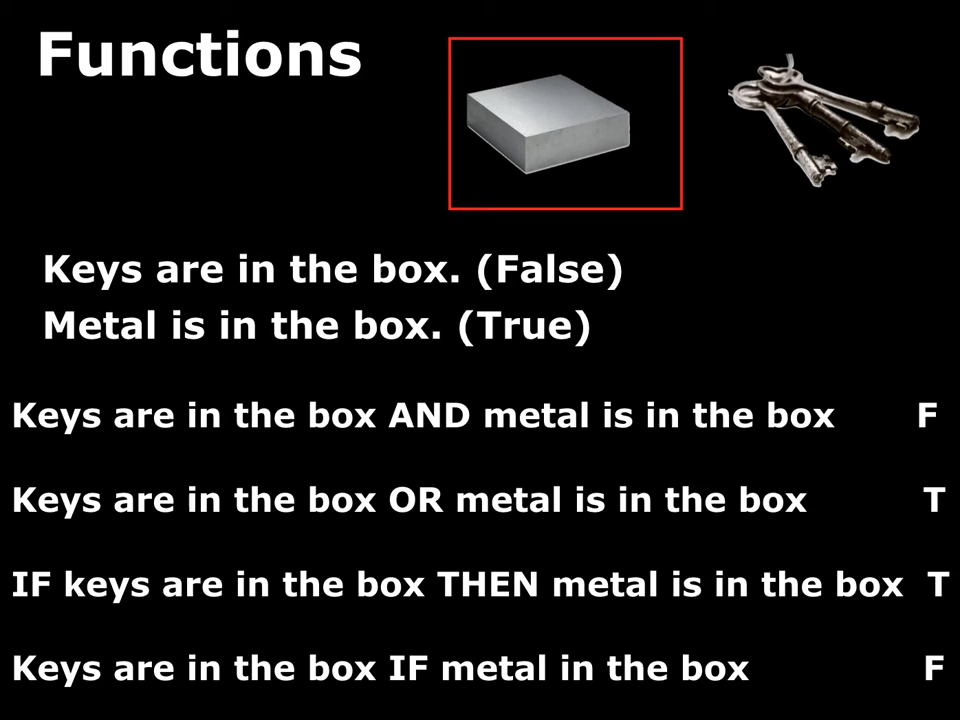 Functions
Keys are in the box. (False)
Metal is in the box. (True)
Keys are in the box AND metal is in the box F
Keys are in the box OR metal is in the box T
IF keys are in the box THEN metal is in the box T
Keys are in the box IF metal in the box F